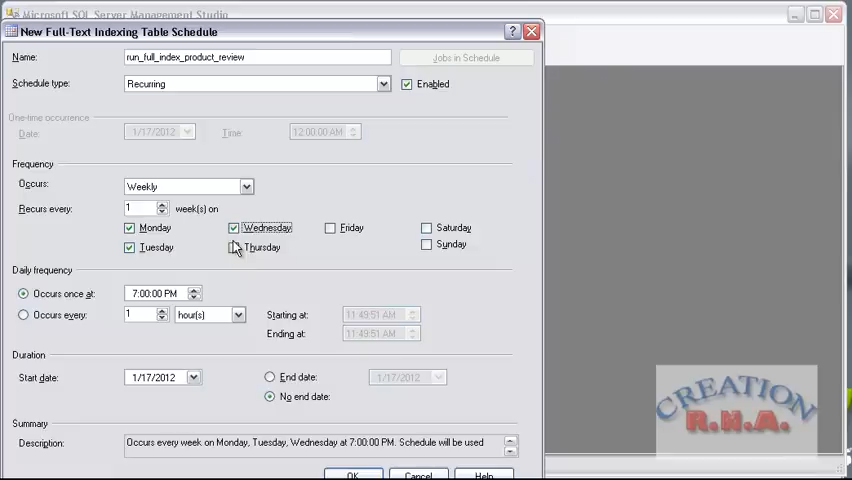 Microsoft SQL Server Management Studio
New Full-Text Indexing Table Schedule
Name: run_full_index_product_review Jobs in Schedule
Schedule type: Recurring Enabled
One-time occurrence
Date: 1/17/2012 Time: 12:00:00 AM
Frequency
Occurs: Weekly
Recurs every: 1 week(s) on
Monday Wednesday Friday Saturday
Tuesday Thursday Sunday
Daily frequency
Occurs once at: 7:00:00 PM
Occurs every: 1 hour(s) Starting at: 11:49:51 AM
Ending at: 11:49:51 AM
Duration
Start date: 1/17/2012 End date: 1/17/2012
No end date:
Summary
Description: Occurs every week on Monday, Tuesday, Wednesday at 7:00:00 PM. Schedule will be used
OK Cancel Help
CREATION
R.N.A.